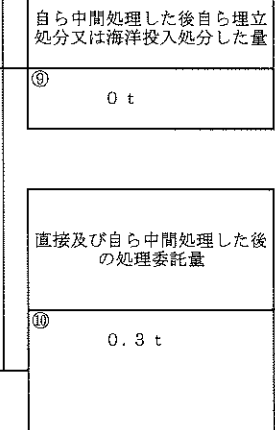 自ら中間処理した後自ら埋立
処分又は海洋投入処分した量
⑨
0 t
直接及び自ら中間処理した後
の処理委託量
⑩
0.3 t